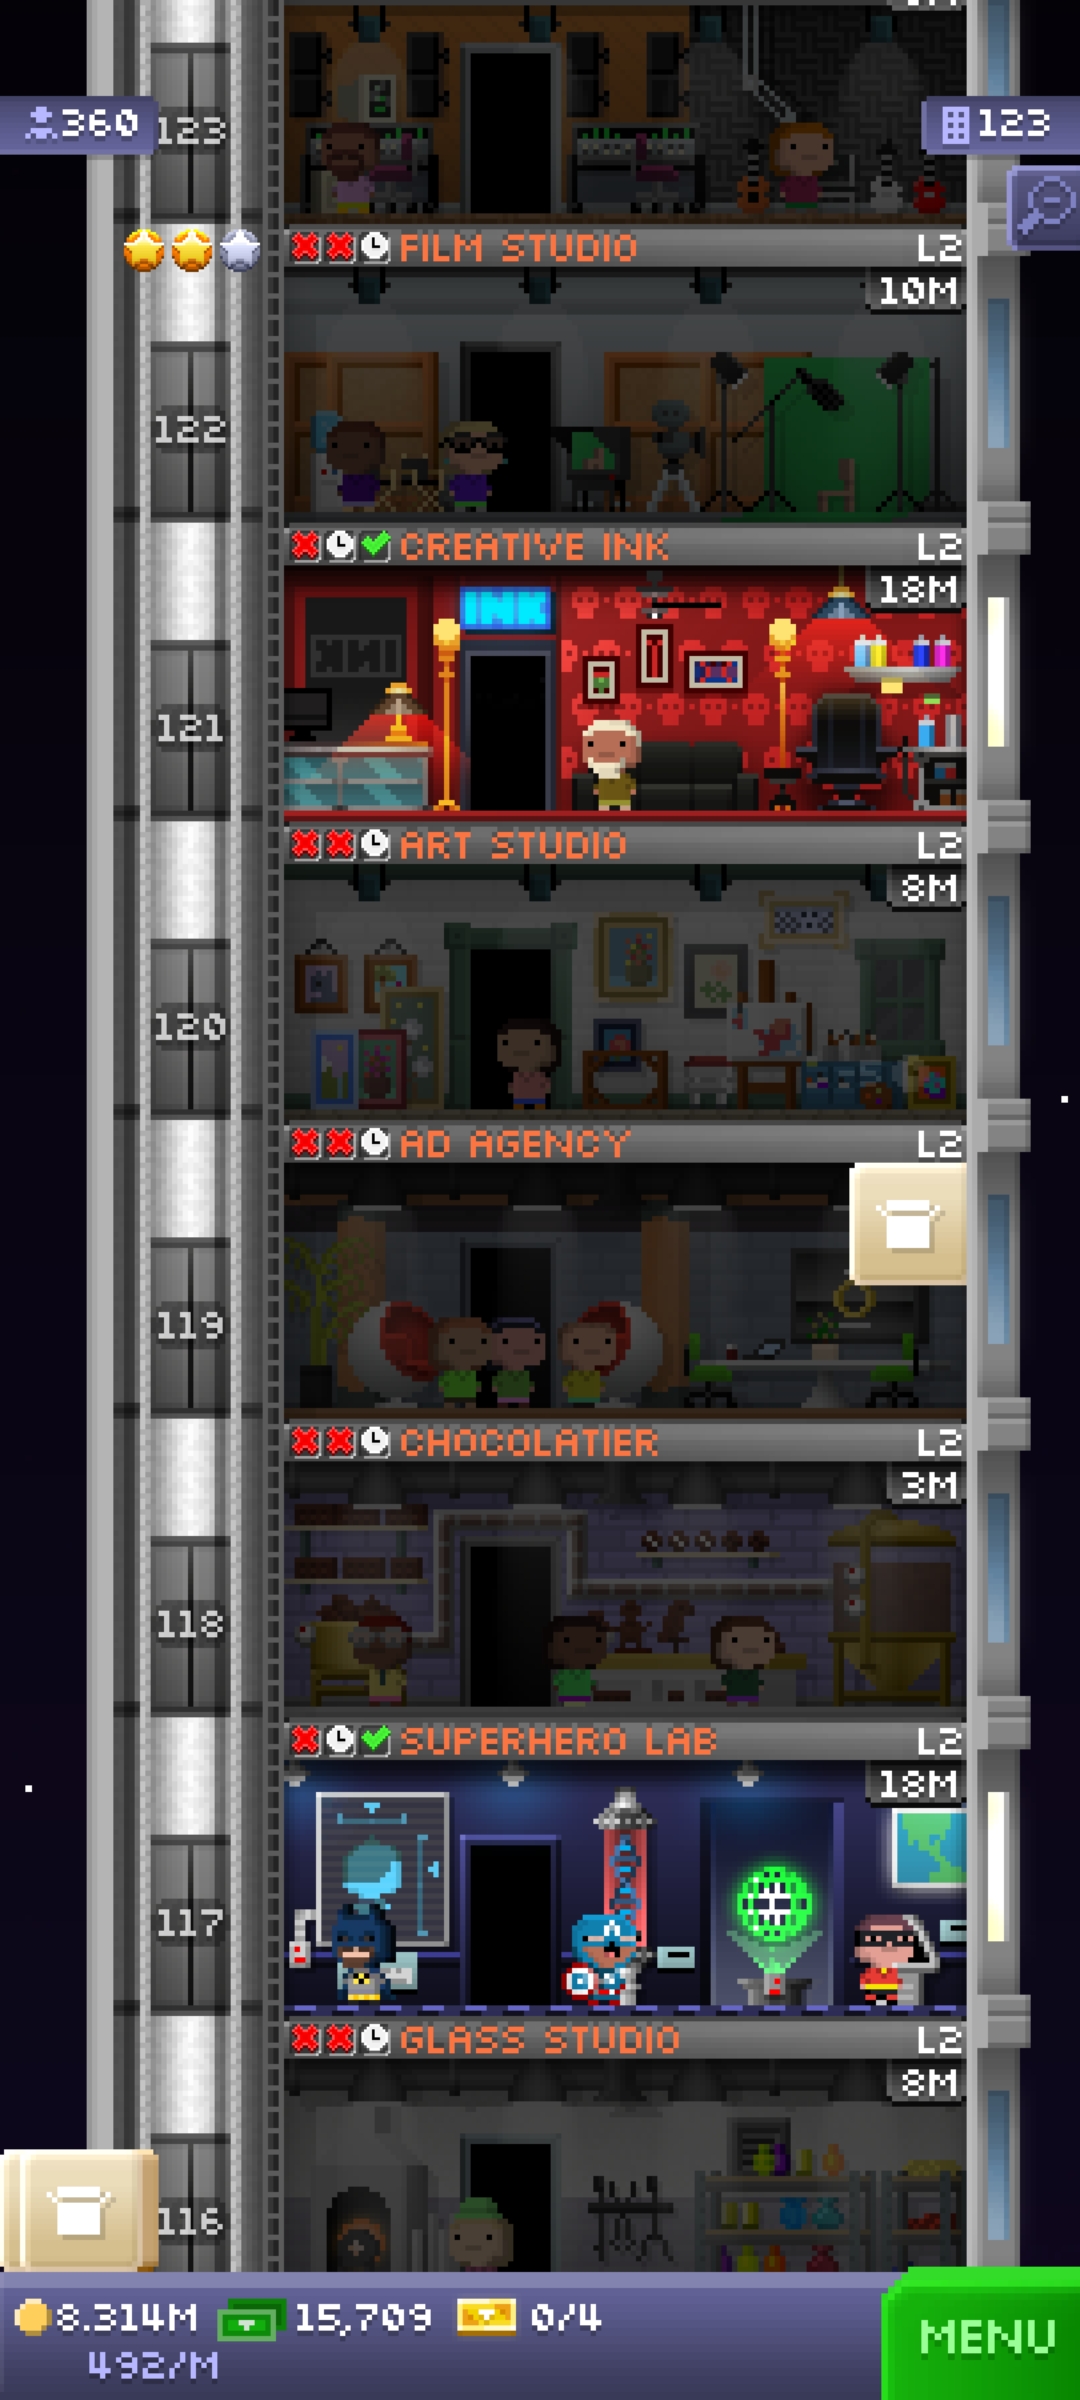 360
123
123
FILM STUDIO L2
10M
122
CREATIVE INK L2
18M
INK
121
ART STUDIO L2
8M
120
AD AGENCY L2
119
CHOCOLATIER L2
3M
118
SUPERHERO LAB L2
18M
117
GLASS STUDIO L2
8M
116
8.314M 15,709 0/4
492/M
MENU